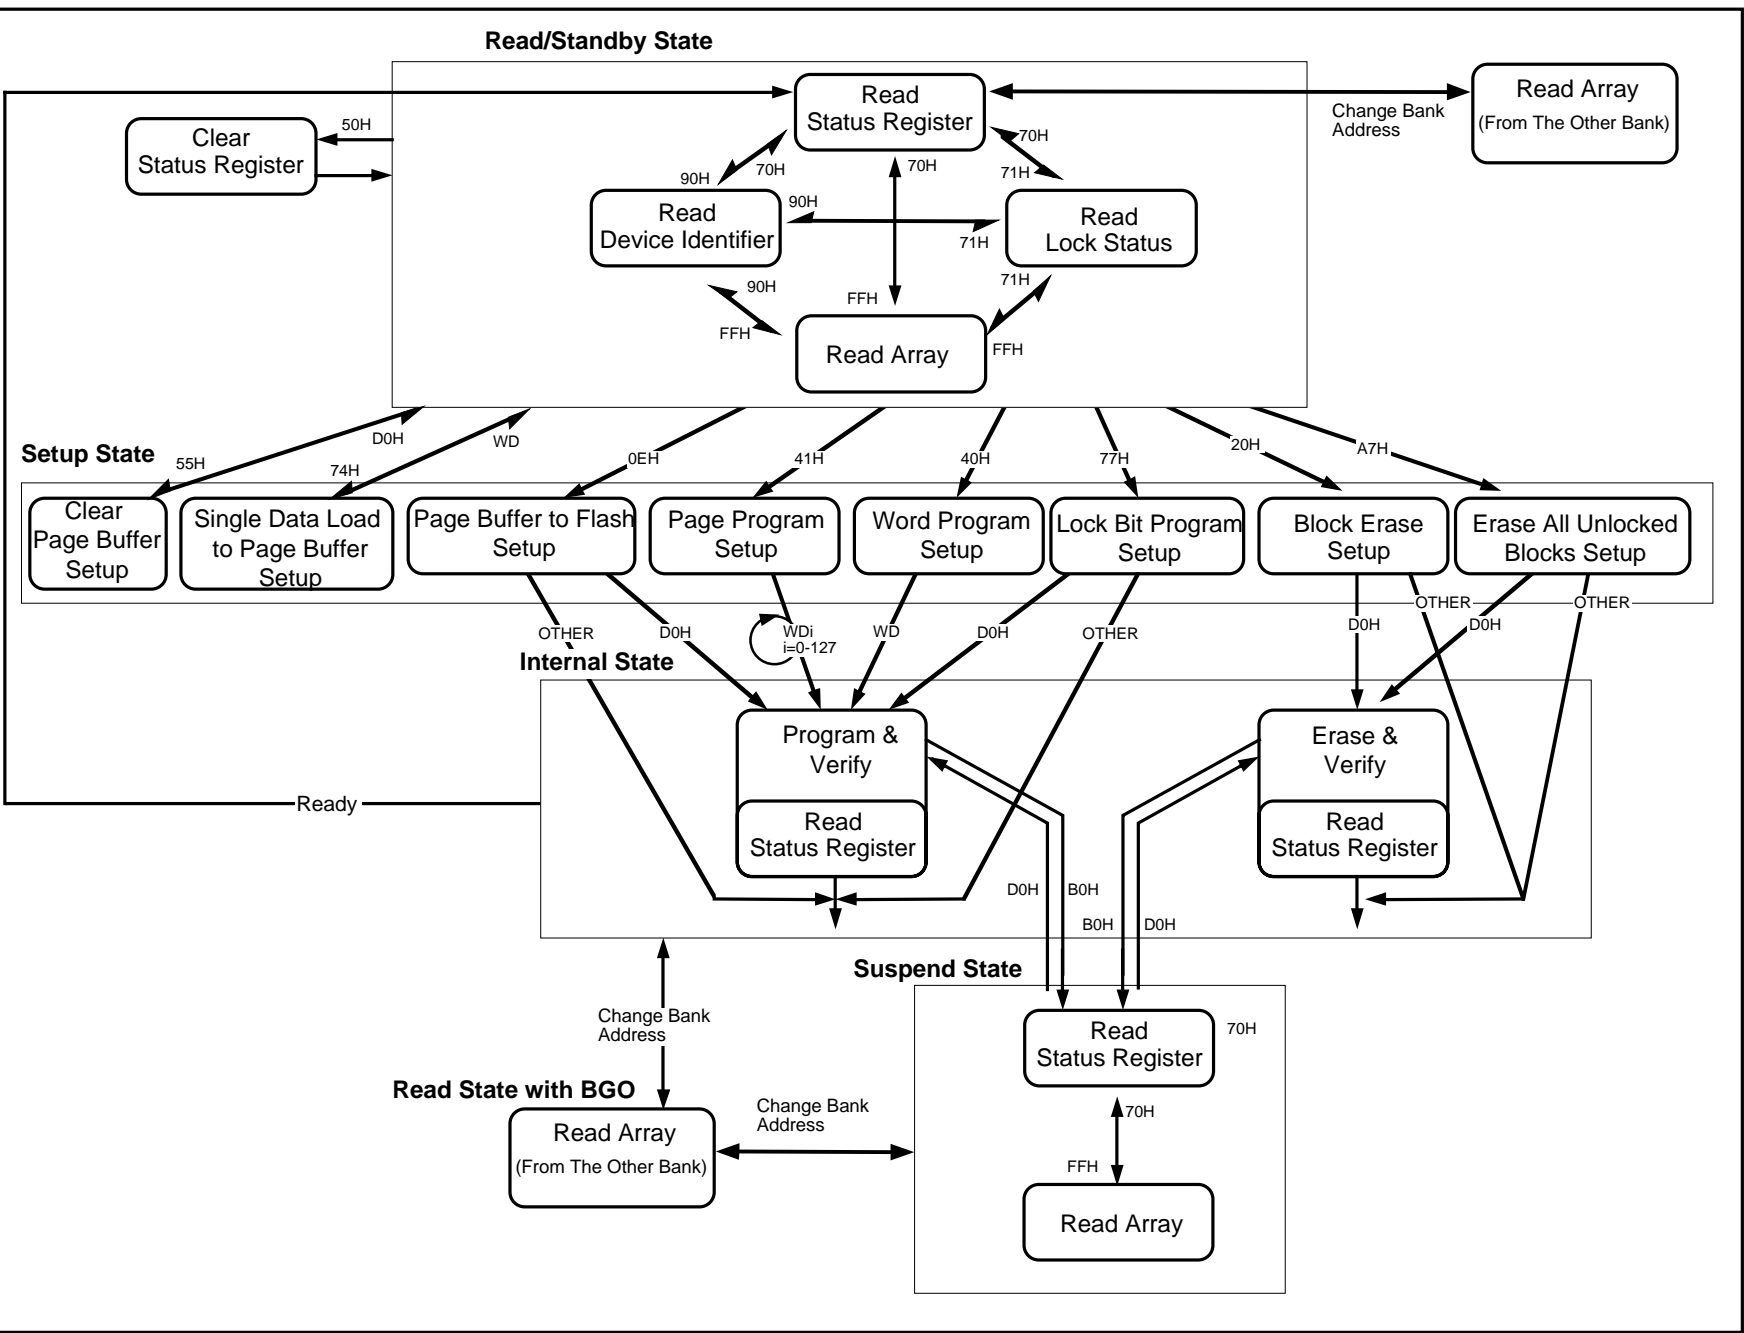 Read/Standby State
Read
Status Register
Read Array
(From The Other Bank)
Change Bank
Address
Clear
Status Register
50H
70H
90H
70H
70H
71H
Read
Device Identifier
90H
71H
Read
Lock Status
90H
FFH
FFH
71H
FFH
Read Array
D0H
WD
0EH
41H
40H
77H
20H
A7H
Setup State
55H
74H
Clear
Page Buffer
Setup
Single Data Load
to Page Buffer
Setup
Page Buffer to Flash
Setup
Page Program
Setup
Word Program
Setup
Lock Bit Program
Setup
Block Erase
Setup
Erase All Unlocked
Blocks Setup
OTHER
D0H
WDi
i=0-127
WD
D0H
OTHER
D0H
OTHER
D0H
OTHER
Internal State
Program &
Verify
Read
Status Register
Erase &
Verify
Read
Status Register
Ready
D0H
B0H
B0H
D0H
Suspend State
Change Bank
Address
Read
Status Register
70H
Read State with BGO
Read Array
(From The Other Bank)
Change Bank
Address
70H
FFH
Read Array